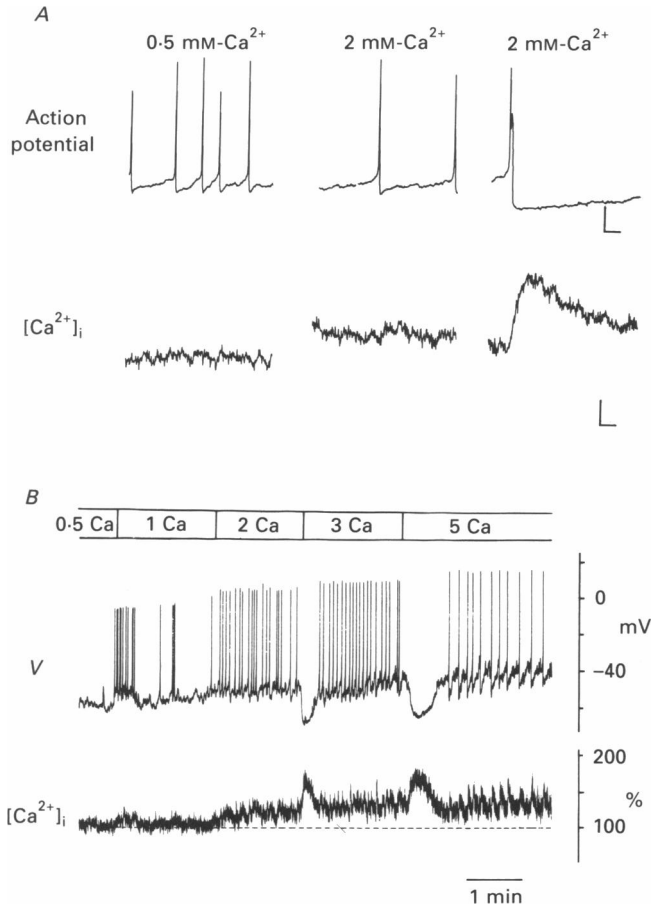 A
0·5 mM-Ca²⁺ 2 mM-Ca²⁺ 2 mM-Ca²⁺
Action
potential
[Ca²⁺]ᵢ
B
0·5 Ca 1 Ca 2 Ca 3 Ca 5 Ca
0
mV
V
−40
200
[Ca²⁺]ᵢ
%
100
1 min